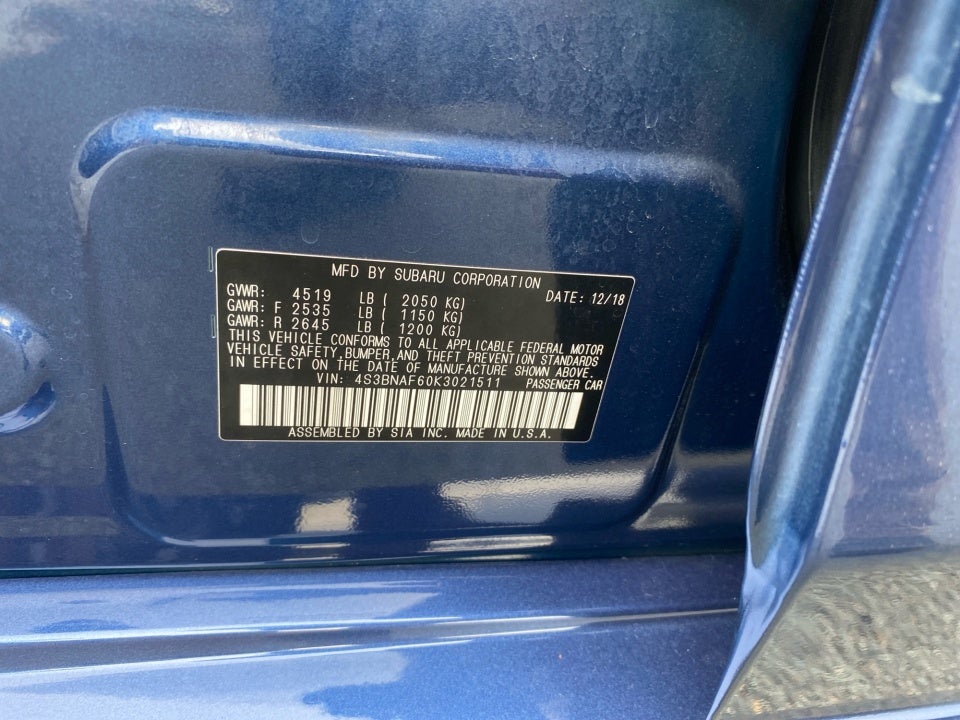 MFD BY SUBARU CORPORATION
GVWR: 4519 LB ( 2050 KG) DATE: 12/18
GAWR: F 2535 LB ( 1150 KG)
GAWR: R 2645 LB ( 1200 KG)
THIS VEHICLE CONFORMS TO ALL APPLICABLE FEDERAL MOTOR
VEHICLE SAFETY, BUMPER, AND THEFT PREVENTION STANDARDS
IN EFFECT ON THE DATE OF MANUFACTURE SHOWN ABOVE.
VIN: 4S3BNAF60K3021511 PASSENGER CAR
ASSEMBLED BY SIA INC. MADE IN U.S.A.